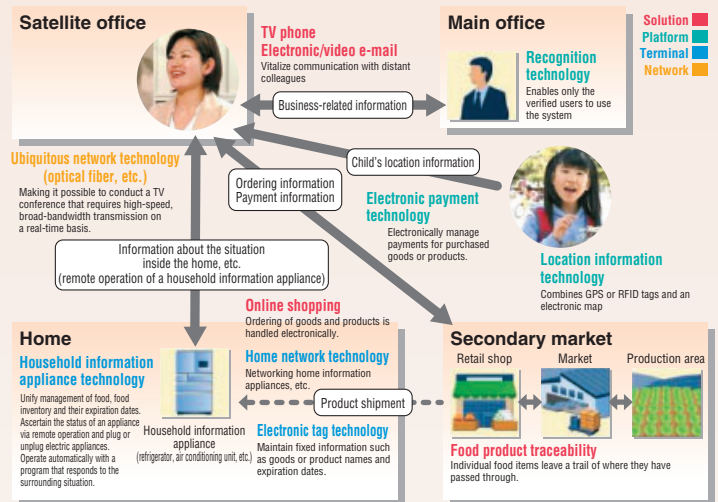 Satellite office
TV phone
Electronic/video e-mail
Vitalize communication with distant
colleagues
Main office
Recognition
technology
Enables only the
verified users to use
the system
Solution
Platform
Terminal
Network
Business-related information
Ubiquitous network technology
(optical fiber, etc.)
Making it possible to conduct a TV
conference that requires high-speed,
broad-bandwidth transmission on
a real-time basis.
Child's location information
Ordering information
Payment information
Electronic payment
technology
Electronically manage
payments for purchased
goods or products.
Location information
technology
Combines GPS or RFID tags and an
electronic map
Information about the situation
inside the home, etc.
(remote operation of a household information appliance)
Online shopping
Ordering of goods and products is
handled electronically.
Home
Household information
appliance technology
Unify management of food, food
inventory and their expiration dates.
Ascertain the status of an appliance
via remote operation and plug or
unplug electric appliances.
Operate automatically with a
program that responds to the
surrounding situation.
Household information
appliance
(refrigerator, air conditioning unit, etc.)
Home network technology
Networking home information
appliances, etc.
Product shipment
Electronic tag technology
Maintain fixed information such
as goods or product names and
expiration dates.
Secondary market
Retail shop
Market
Production area
Food product traceability
Individual food items leave a trail of where they have
passed through.